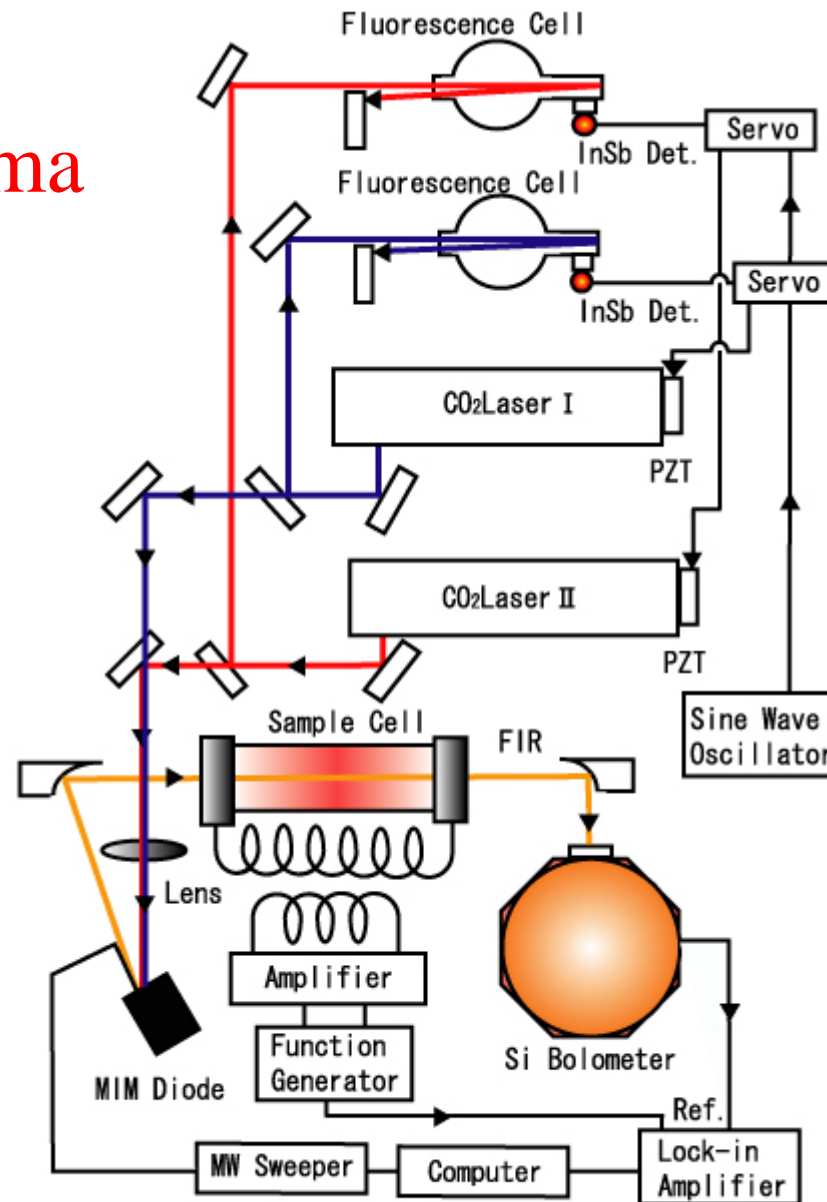 Fluorescence Cell
ma
Servo
InSb Det.
Fluorescence Cell
Servo
InSb Det.
CO₂Laser I
PZT
CO₂Laser II
PZT
Sample Cell
FIR
Sine Wave
Oscillator
Lens
Amplifier
Function
Generator
Si Bolometer
MIM Diode
Ref.
MW Sweeper
Computer
Lock-in
Amplifier